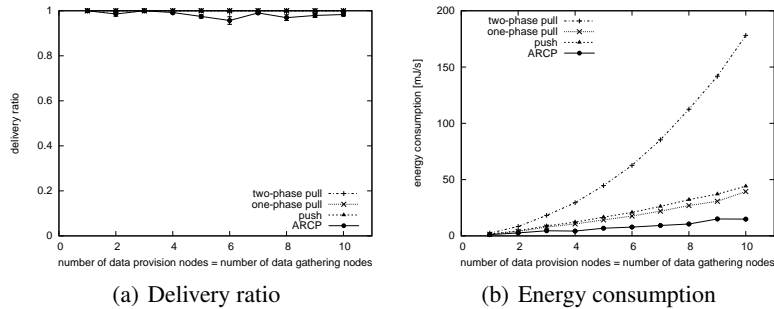 1
0.8
0.6
0.4
0.2
0
delivery ratio
two-phase pull
one-phase pull
push
ARCP
0 2 4 6 8 10
number of data provision nodes = number of data gathering nodes
(a) Delivery ratio
200
150
100
50
0
energy consumption [mJ/s]
two-phase pull
one-phase pull
push
ARCP
0 2 4 6 8 10
number of data provision nodes = number of data gathering nodes
(b) Energy consumption